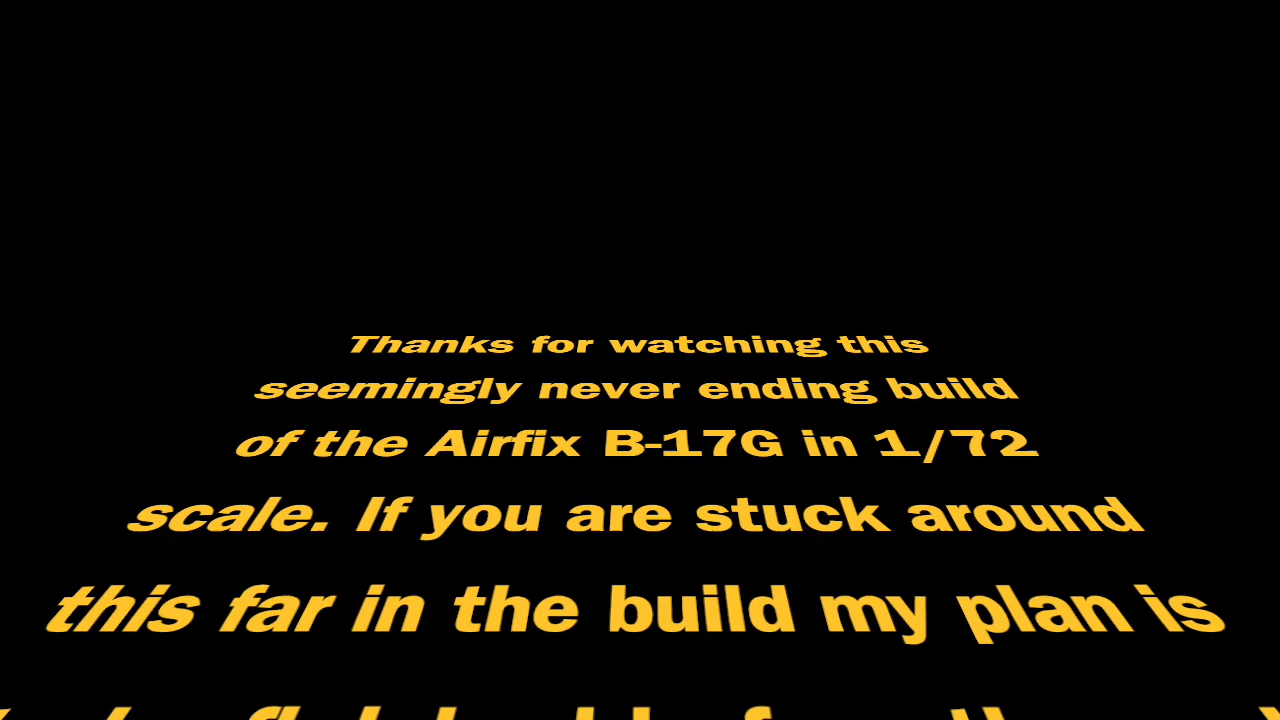 Thanks for watching this
seemingly never ending build
of the Airfix B-17G in 1/72
scale. If you are stuck around
this far in the build my plan is